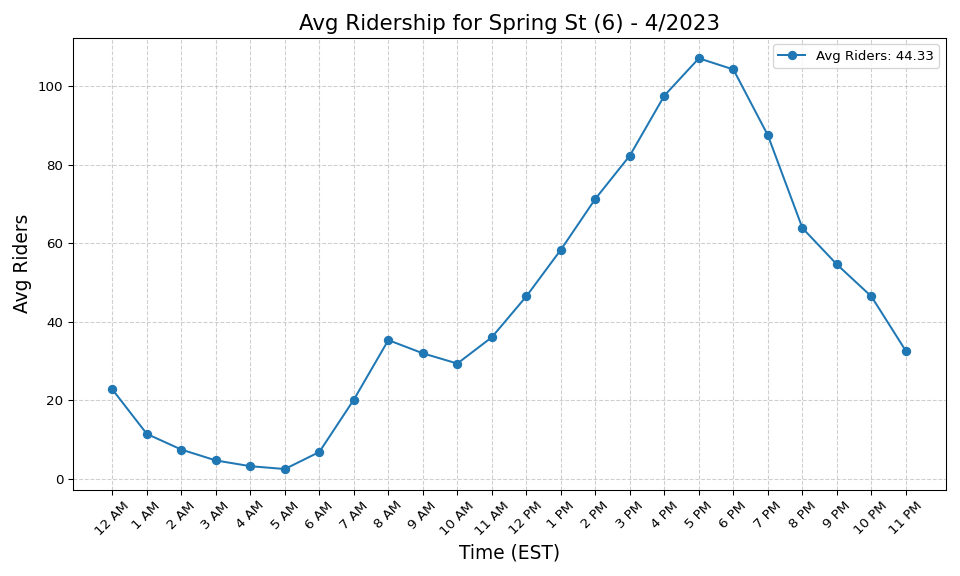 Avg Ridership for Spring St (6) - 4/2023
Avg Riders: 44.33
Avg Riders
100
80
60
40
20
0
12 AM 1 AM 2 AM 3 AM 4 AM 5 AM 6 AM 7 AM 8 AM 9 AM 10 AM 11 AM 12 PM 1 PM 2 PM 3 PM 4 PM 5 PM 6 PM 7 PM 8 PM 9 PM 10 PM 11 PM
Time (EST)